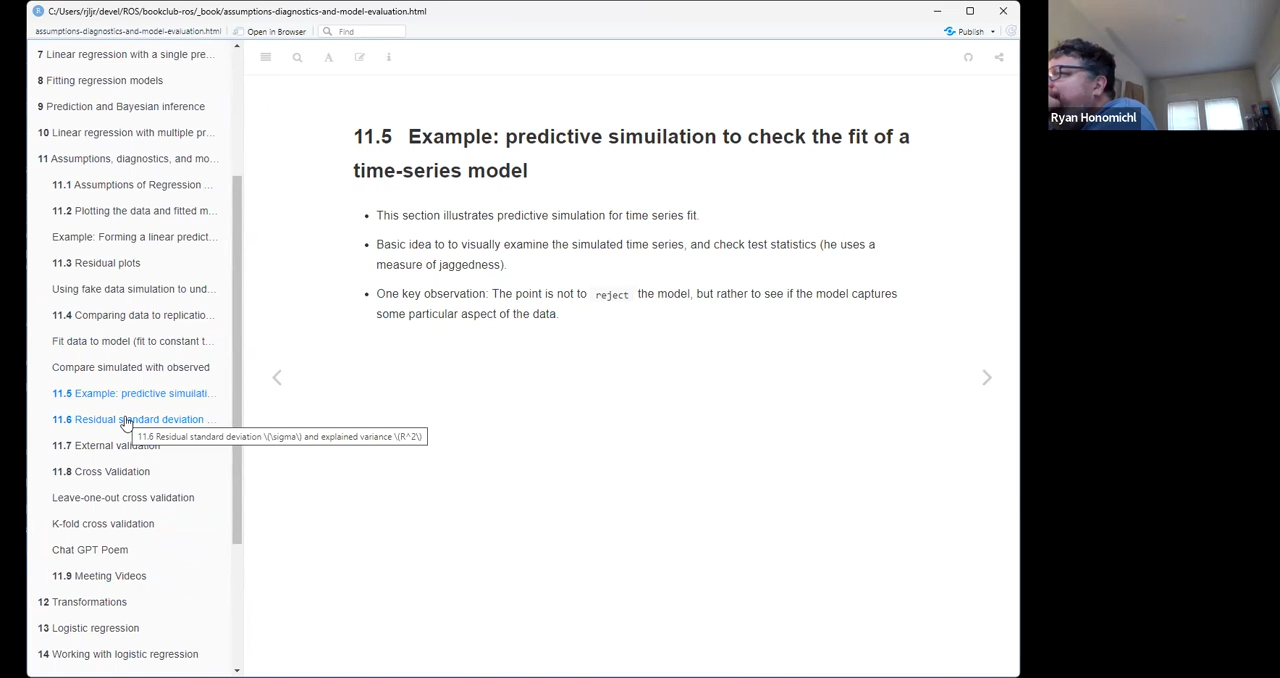 C:/Users/rjljr/devel/ROS/bookclub-ros/_book/assumptions-diagnostics-and-model-evaluation.html
assumptions-diagnostics-and-model-evaluation.html
Open in Browser
Find
Publish
7 Linear regression with a single pre...
8 Fitting regression models
9 Prediction and Bayesian inference
10 Linear regression with multiple pr...
11 Assumptions, diagnostics, and mo...
11.1 Assumptions of Regression ...
11.2 Plotting the data and fitted m...
Example: Forming a linear predict...
11.3 Residual plots
Using fake data simulation to und...
11.4 Comparing data to replicatio...
Fit data to model (fit to constant t...
Compare simulated with observed
11.5 Example: predictive simuilati...
11.6 Residual standard deviation ...
11.6 Residual standard deviation \(\sigma\) and explained variance \(R^2\)
11.7 External validation
11.8 Cross Validation
Leave-one-out cross validation
K-fold cross validation
Chat GPT Poem
11.9 Meeting Videos
12 Transformations
13 Logistic regression
14 Working with logistic regression
11.5 Example: predictive simuilation to check the fit of a
time-series model
• This section illustrates predictive simulation for time series fit.
• Basic idea to to visually examine the simulated time series, and check test statistics (he uses a
measure of jaggedness).
• One key observation: The point is not to reject the model, but rather to see if the model captures
some particular aspect of the data.
Ryan Honomichl